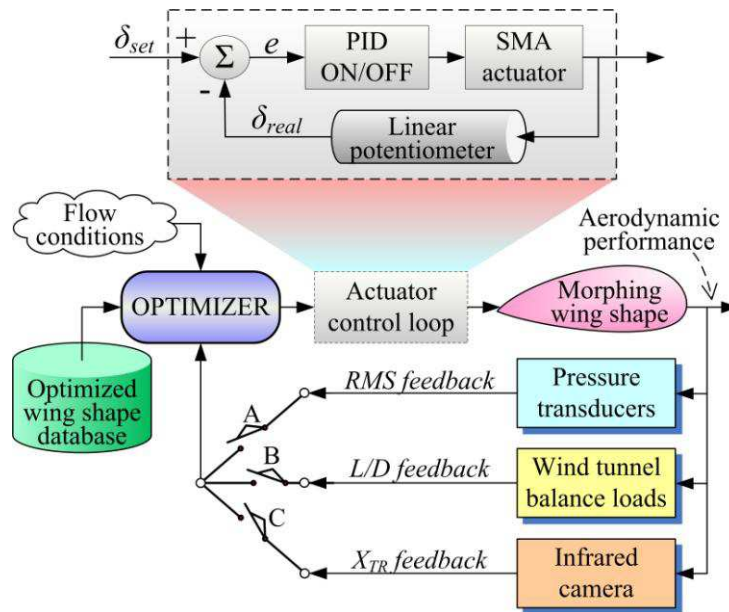 δset
+
Σ
-
e
PID
ON/OFF
SMA
actuator
δreal
Linear
potentiometer
Flow
conditions
Aerodynamic
performance
OPTIMIZER
Actuator
control loop
Morphing
wing shape
Optimized
wing shape
database
A
RMS feedback
Pressure
transducers
B
L/D feedback
Wind tunnel
balance loads
C
XTR feedback
Infrared
camera